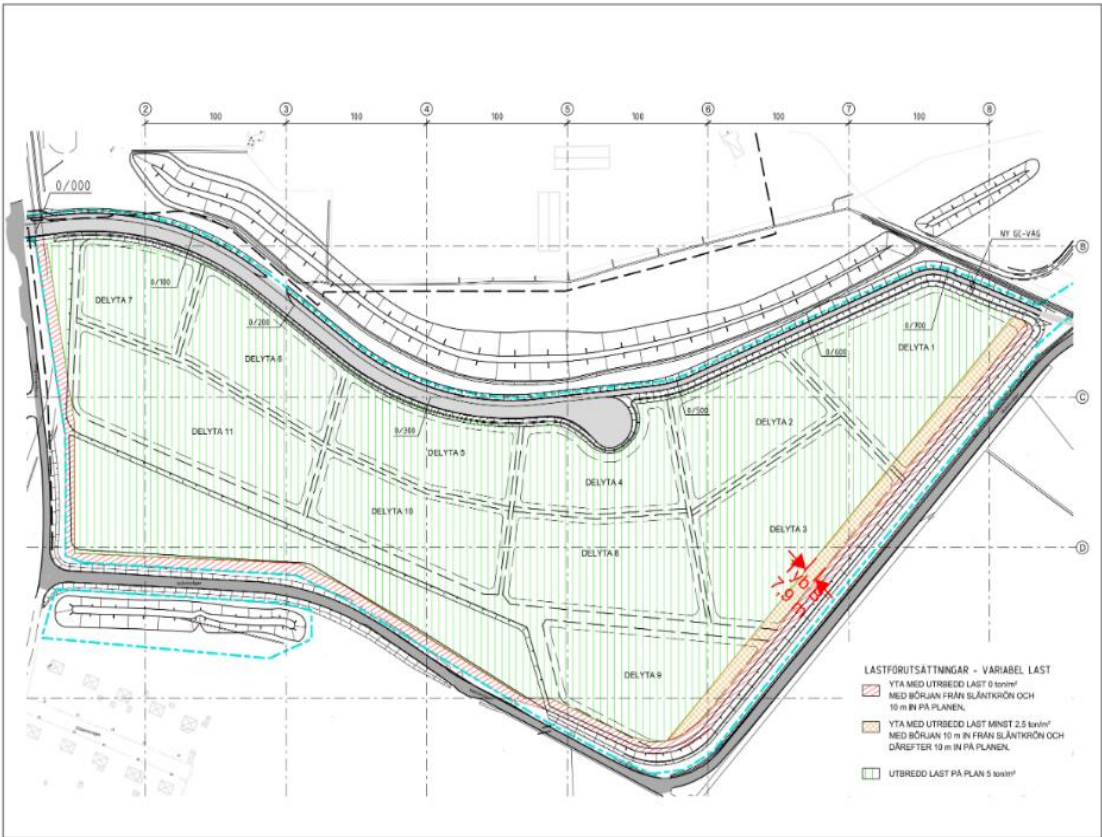 2 3 4 5 6 7 8
100 100 100 100 100 100
0/000
NY GC-VÄG
B
DELYTA 7
0/100
0/200
DELYTA 6
0/700
DELYTA 1
0/600
C
DELYTA 11
0/300
DELYTA 5
0/500
DELYTA 2
DELYTA 4
DELYTA 10
DELYTA 3
DELYTA 8
D
Typ B
7,9 m
DELYTA 9
LASTFÖRUTSÄTTNINGAR - VARIABEL LAST
YTA MED UTRBEDD LAST 0 ton/m²
MED BÖRJAN FRÅN SLÄNTKRÖN OCH
10 m IN PÅ PLANEN.
YTA MED UTRBEDD LAST MINST 2,5 ton/m²
MED BÖRJAN 10 m IN FRÅN SLÄNTKRÖN OCH
DÄREFTER 10 m IN PÅ PLANEN.
UTBREDD LAST PÅ PLAN 5 ton/m²